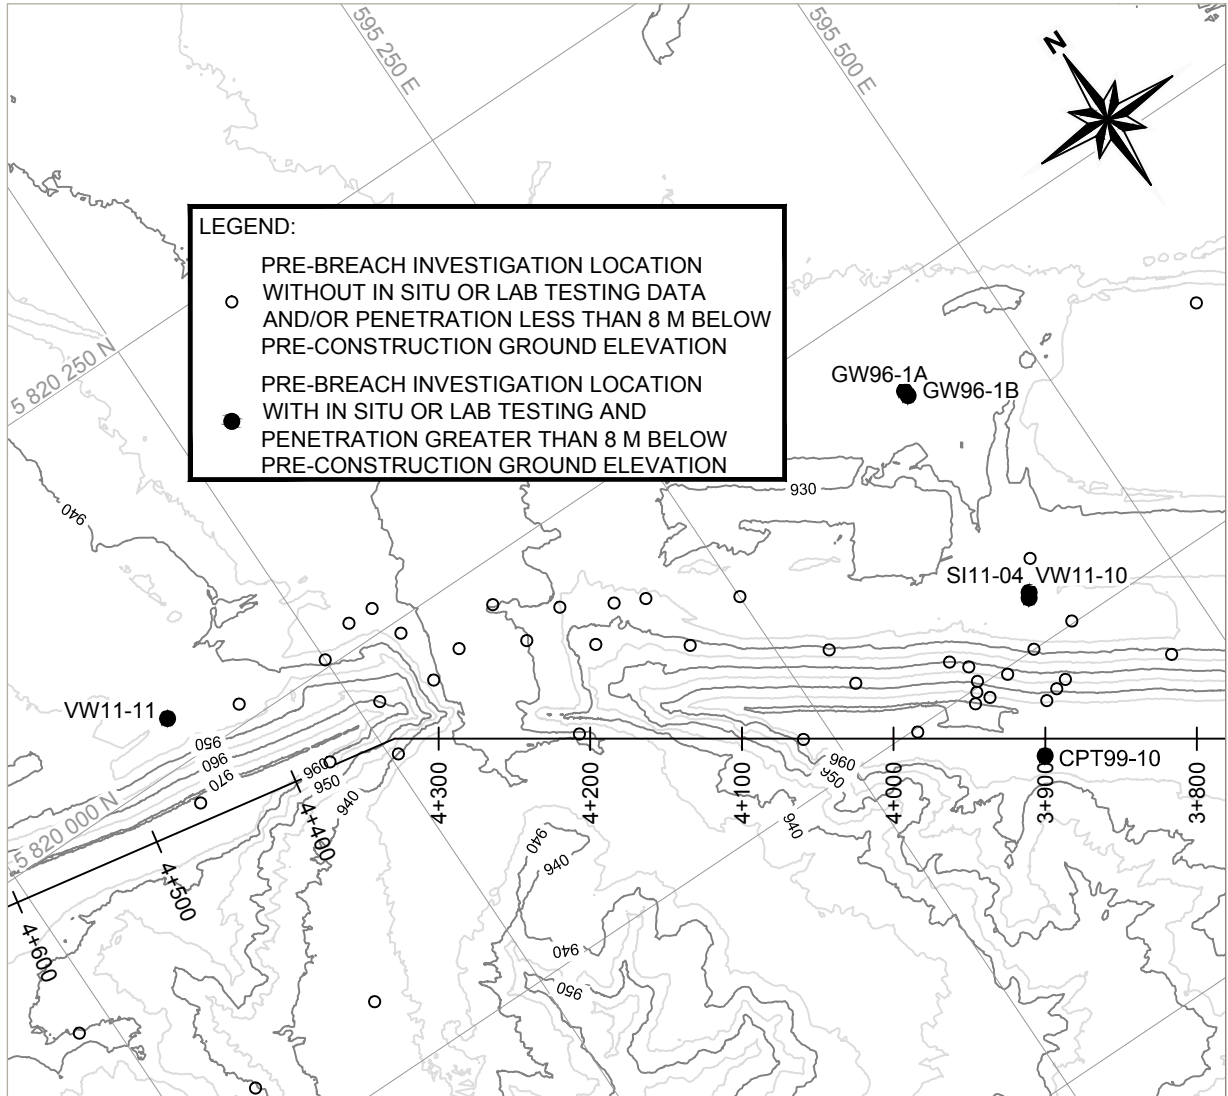 595 250 E
595 500 E
N
LEGEND:
PRE-BREACH INVESTIGATION LOCATION
WITHOUT IN SITU OR LAB TESTING DATA
AND/OR PENETRATION LESS THAN 8 M BELOW
PRE-CONSTRUCTION GROUND ELEVATION
PRE-BREACH INVESTIGATION LOCATION
WITH IN SITU OR LAB TESTING AND
PENETRATION GREATER THAN 8 M BELOW
PRE-CONSTRUCTION GROUND ELEVATION
5 820 250 N
GW96-1A
GW96-1B
930
940
SI11-04
VW11-10
VW11-11
950
960
970
960
950
940
960
950
940
CPT99-10
5 820 000 N
4+600
4+500
4+400
4+300
4+200
4+100
4+000
3+900
3+800
940
940
940
950